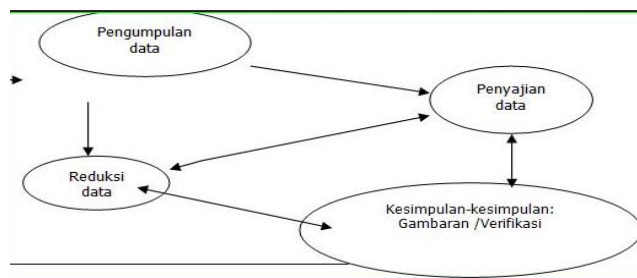 Pengumpulan
data
Penyajian
data
Reduksi
data
Kesimpulan-kesimpulan:
Gambaran /Verifikasi